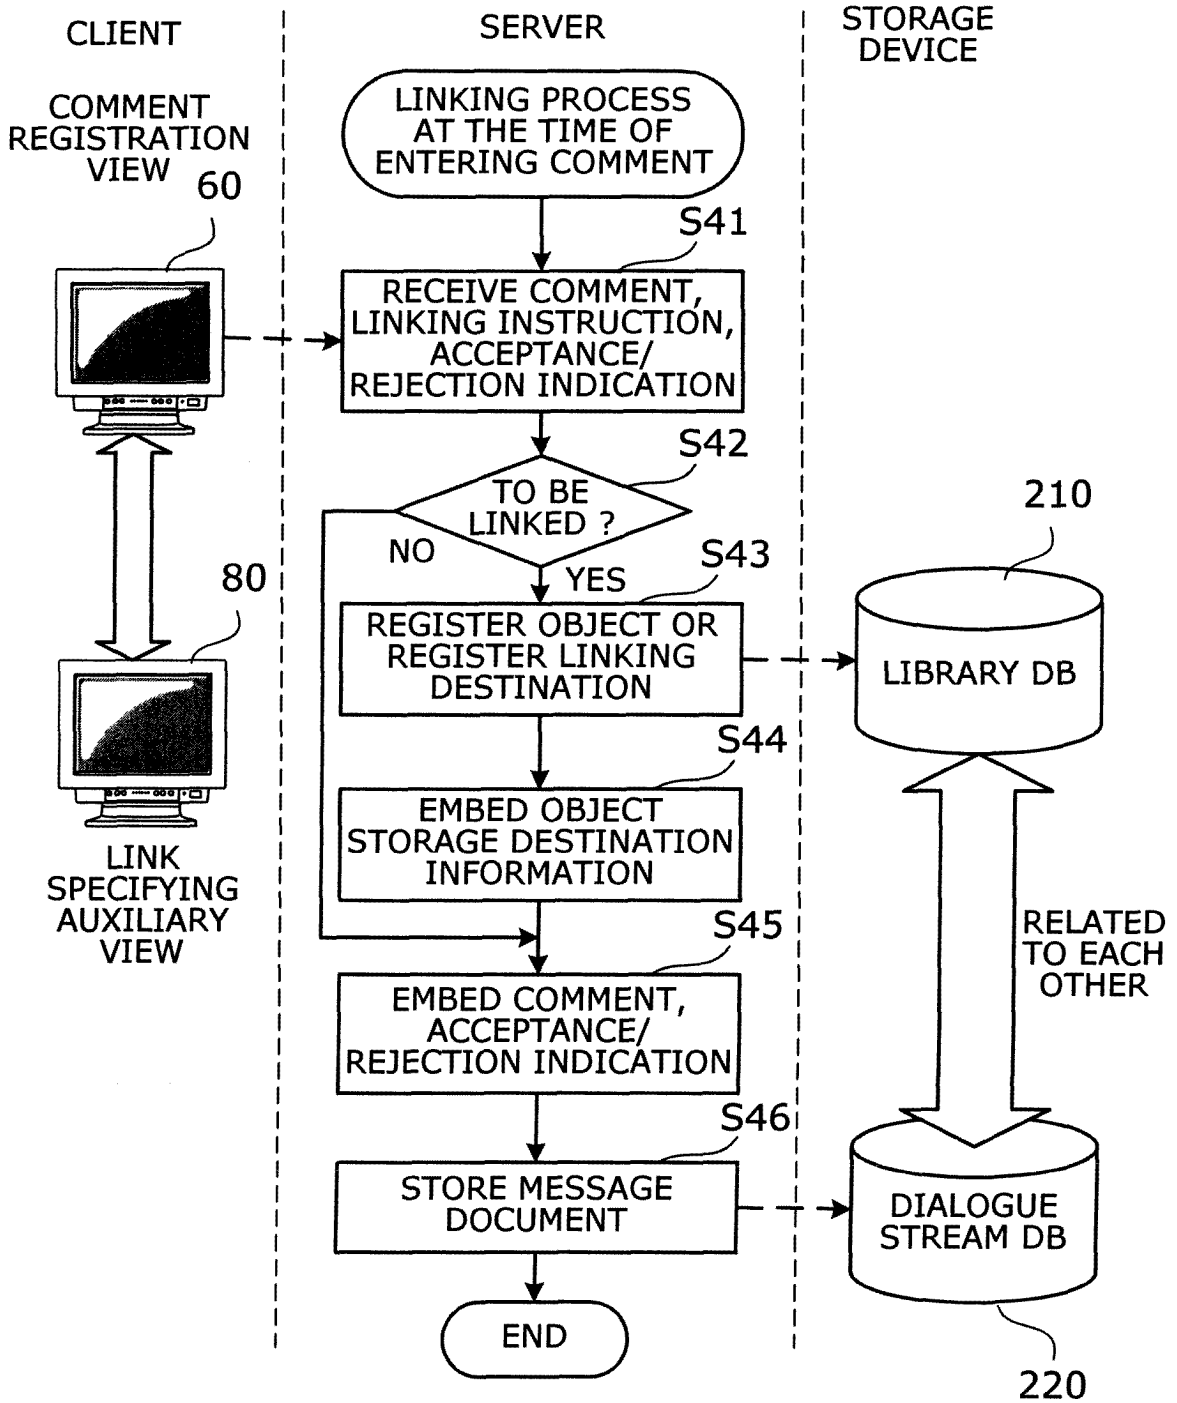 CLIENT
SERVER
STORAGE
DEVICE
COMMENT
REGISTRATION
VIEW
60
LINKING PROCESS
AT THE TIME OF
ENTERING COMMENT
S41
RECEIVE COMMENT,
LINKING INSTRUCTION,
ACCEPTANCE/
REJECTION INDICATION
S42
TO BE
LINKED ?
NO
YES
S43
REGISTER OBJECT OR
REGISTER LINKING
DESTINATION
210
LIBRARY DB
80
LINK
SPECIFYING
AUXILIARY
VIEW
S44
EMBED OBJECT
STORAGE DESTINATION
INFORMATION
S45
EMBED COMMENT,
ACCEPTANCE/
REJECTION INDICATION
RELATED
TO EACH
OTHER
S46
STORE MESSAGE
DOCUMENT
DIALOGUE
STREAM DB
220
END